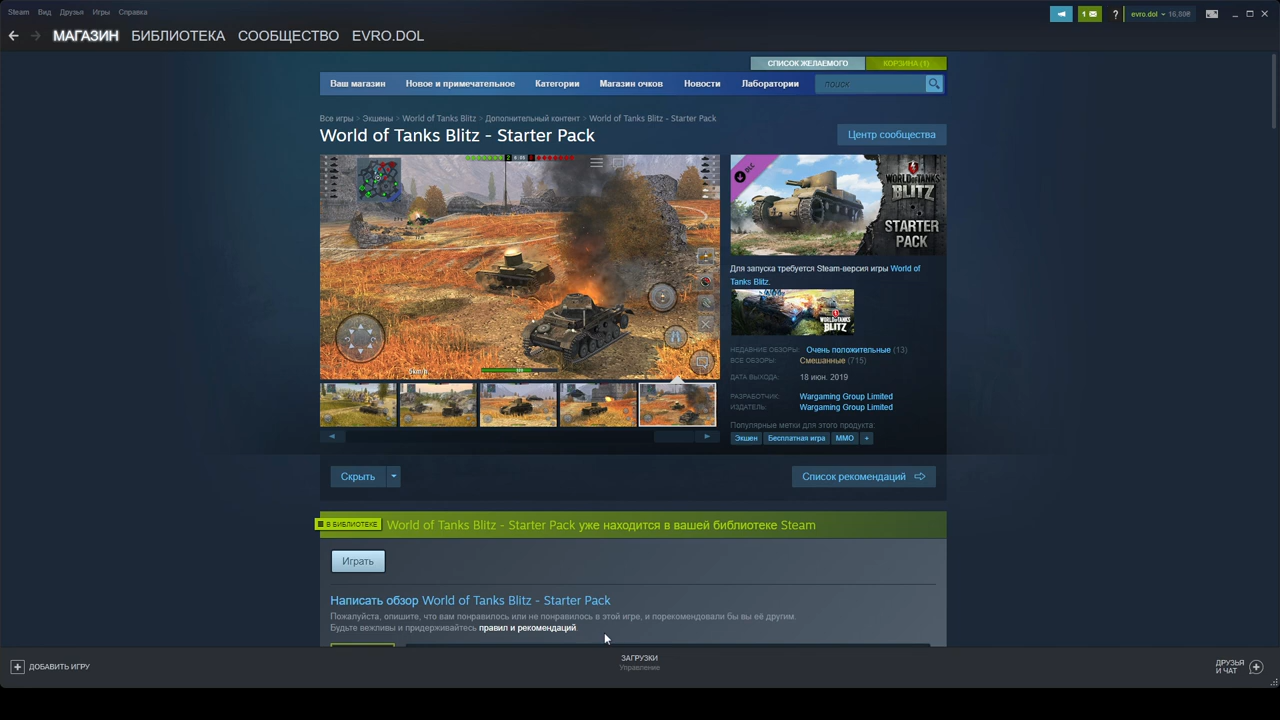 Steam Вид Друзья Игры Справка
1
?
evro.dol
МАГАЗИН БИБЛИОТЕКА СООБЩЕСТВО EVRO.DOL
СПИСОК ЖЕЛАЕМОГО
КОРЗИНА (1)
Ваш магазин Новое и примечательное Категории Магазин очков Новости Лаборатории поиск
Все игры > Экшены > World of Tanks Blitz > Дополнительный контент > World of Tanks Blitz - Starter Pack
World of Tanks Blitz - Starter Pack
Центр сообщества
DLC
WORLD OF TANKS
BLITZ
STARTER
PACK
Для запуска требуется Steam-версия игры World of
Tanks Blitz.
WORLD OF TANKS
BLITZ
НЕДАВНИЕ ОБЗОРЫ: Очень положительные (13)
ВСЕ ОБЗОРЫ: Смешанные (715)
ДАТА ВЫХОДА: 18 июн. 2019
РАЗРАБОТЧИК: Wargaming Group Limited
ИЗДАТЕЛЬ: Wargaming Group Limited
Популярные метки для этого продукта:
Экшен Бесплатная игра MMO +
Скрыть
Список рекомендаций
В БИБЛИОТЕКЕ
World of Tanks Blitz - Starter Pack уже находится в вашей библиотеке Steam
Играть
Написать обзор World of Tanks Blitz - Starter Pack
Пожалуйста, опишите, что вам понравилось или не понравилось в этой игре, и порекомендовали бы вы её другим.
Будьте вежливы и придерживайтесь правил и рекомендаций.
ДОБАВИТЬ ИГРУ
ЗАГРУЗКИ
Управление
ДРУЗЬЯ
И ЧАТ